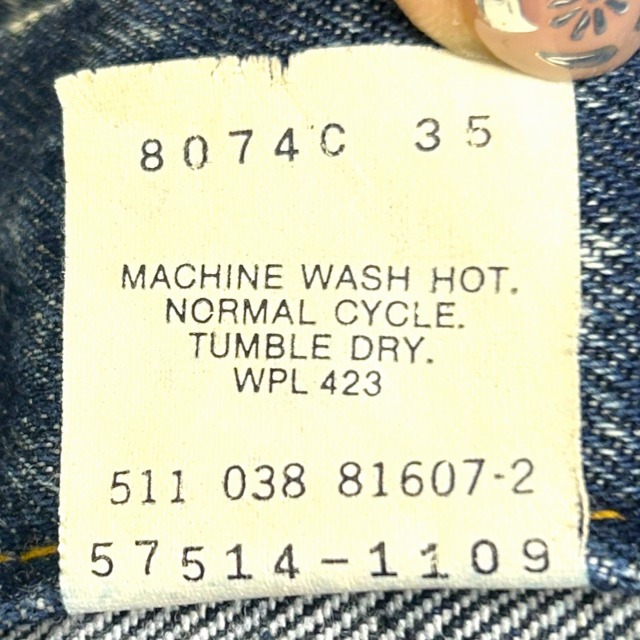 8074C 35
MACHINE WASH HOT.
NORMAL CYCLE.
TUMBLE DRY.
WPL 423
511 038 81607-2
57514-1109